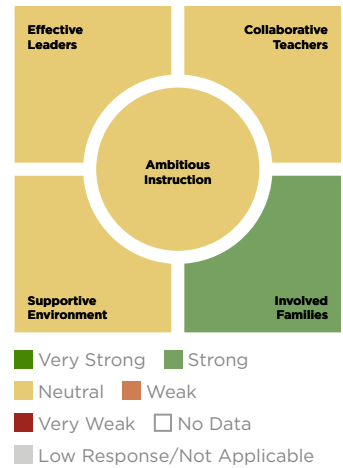 Effective
Leaders
Collaborative
Teachers
Ambitious
Instruction
Supportive
Environment
Involved
Families
Very Strong
Strong
Neutral
Weak
Very Weak
No Data
Low Response/Not Applicable